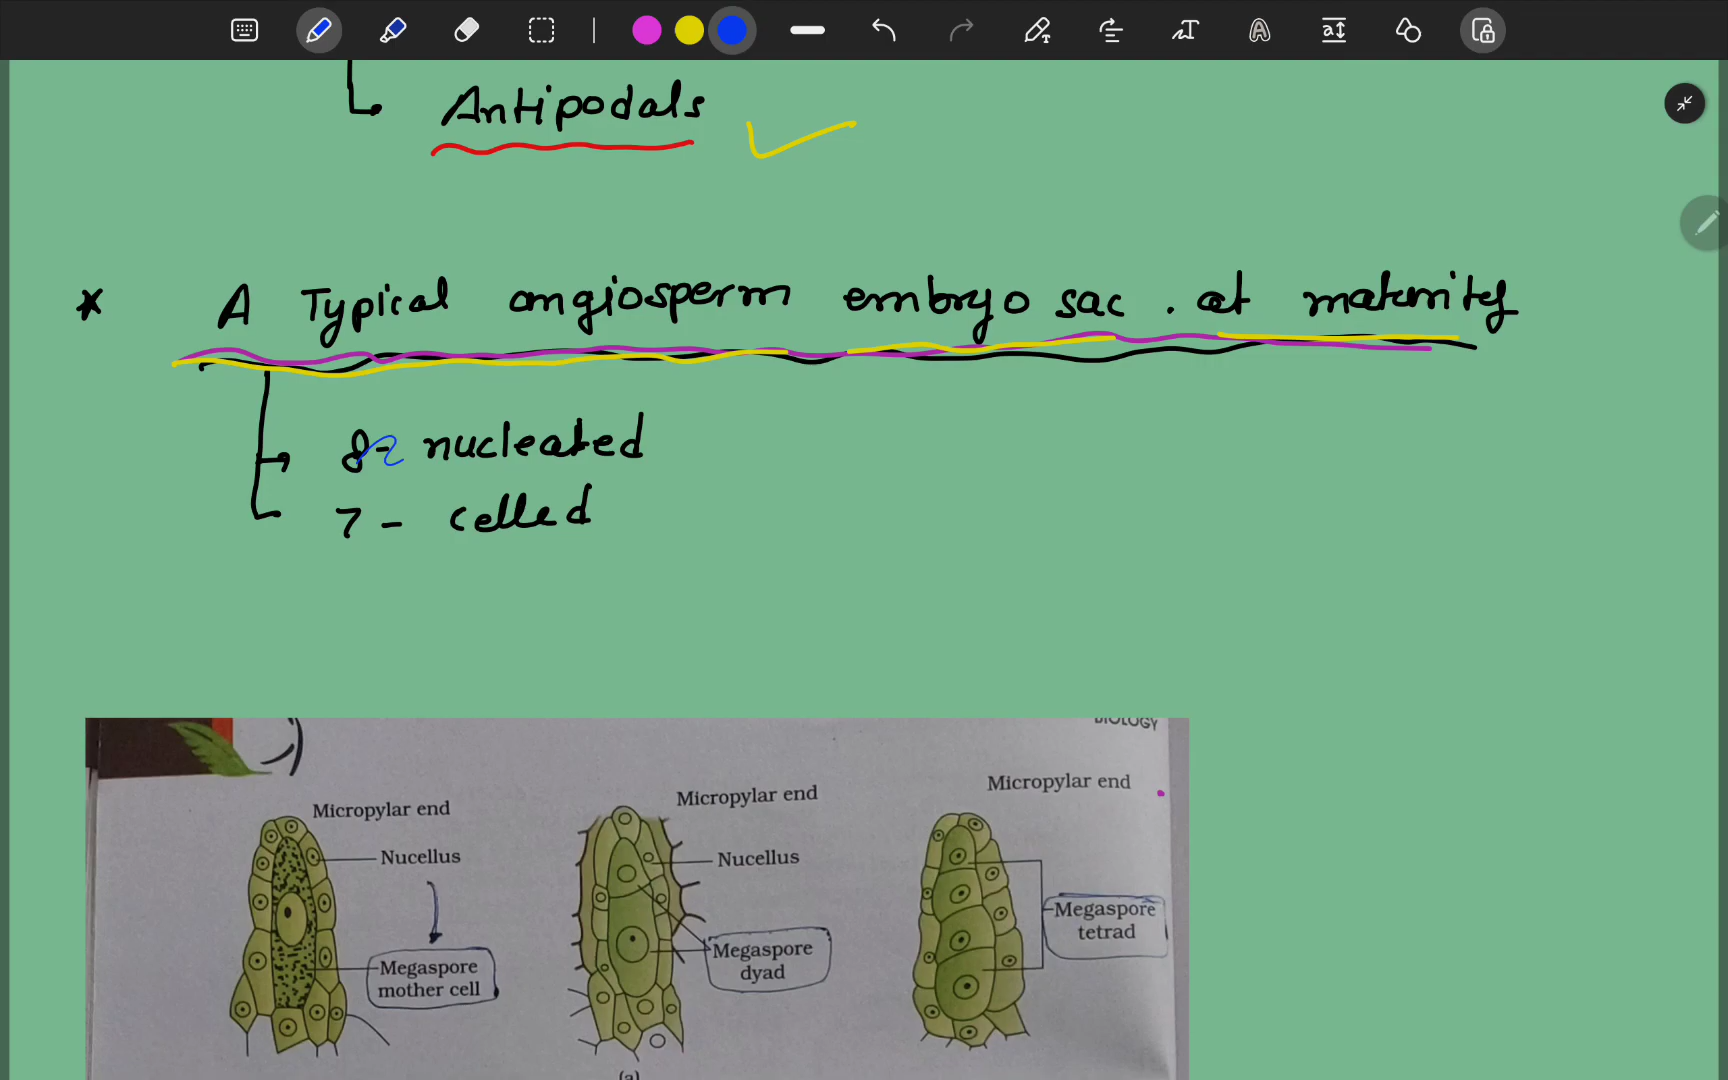 Antipodals
* A Typical angiosperm embryo sac . at maturity
8- nucleated
7 - celled
BIOLOGY
Micropylar end
Micropylar end
Micropylar end
Nucellus
Nucellus
Megaspore
mother cell
Megaspore
dyad
Megaspore
tetrad
(a)